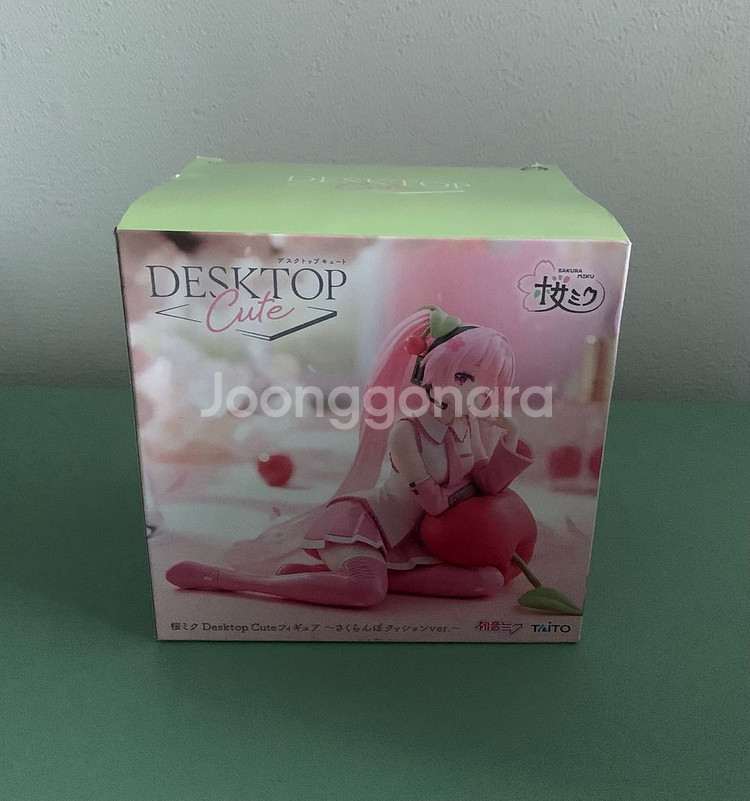 DESKTOP
デスクトップキュート
DESKTOP
Cute
SAKURA
MIKU
桜ミク
Joonggonara
桜ミク Desktop Cuteフィギュア ～さくらんぼクッションver.～
初音ミク
TAITO